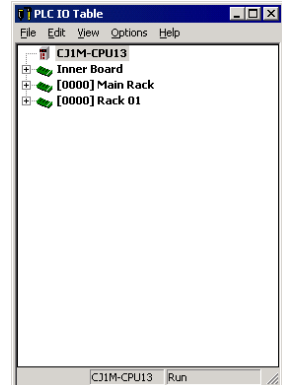 PLC IO Table
File Edit View Options Help
CJ1M-CPU13
Inner Board
[0000] Main Rack
[0000] Rack 01
CJ1M-CPU13 Run